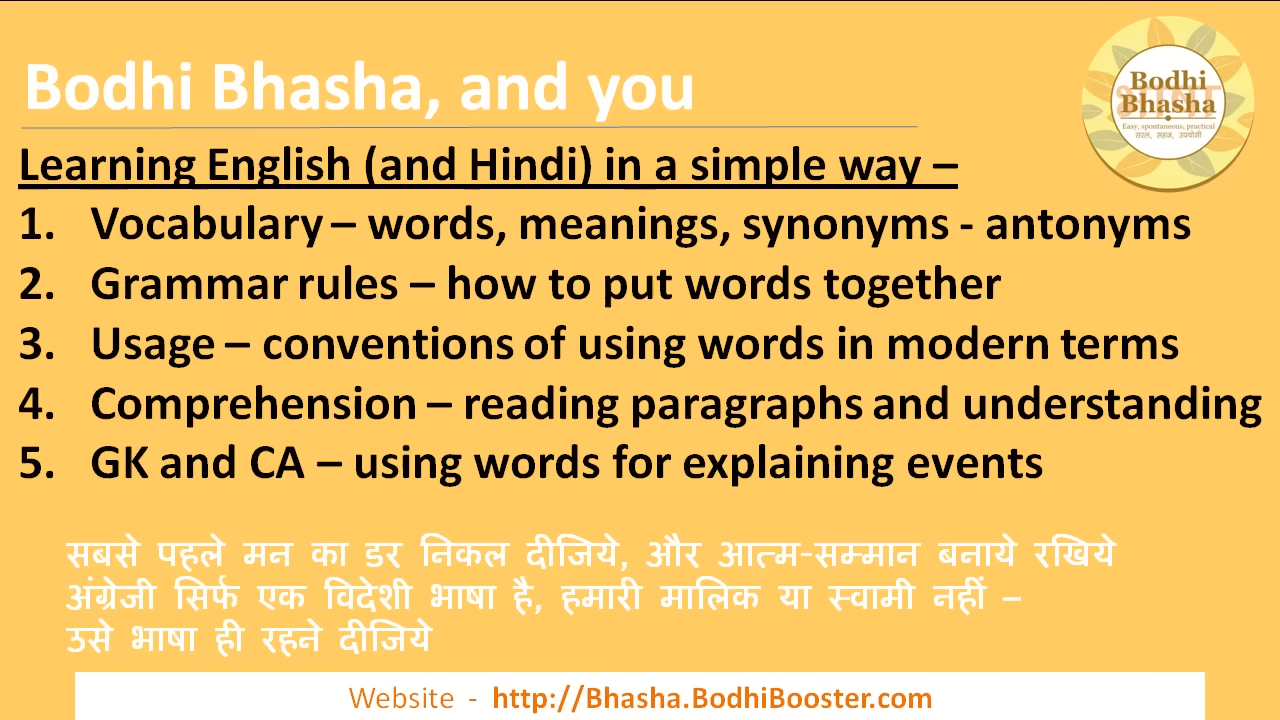 Bodhi Bhasha, and you
Bodhi
Bhasha
Easy, spontaneous, practical
सरल, सहज, उपयोगी
Learning English (and Hindi) in a simple way –
1. Vocabulary – words, meanings, synonyms - antonyms
2. Grammar rules – how to put words together
3. Usage – conventions of using words in modern terms
4. Comprehension – reading paragraphs and understanding
5. GK and CA – using words for explaining events
सबसे पहले मन का डर निकल दीजिये, और आत्म-सम्मान बनाये रखिये
अंग्रेजी सिर्फ एक विदेशी भाषा है, हमारी मालिक या स्वामी नहीं –
उसे भाषा ही रहने दीजिये
Website - http://Bhasha.BodhiBooster.com